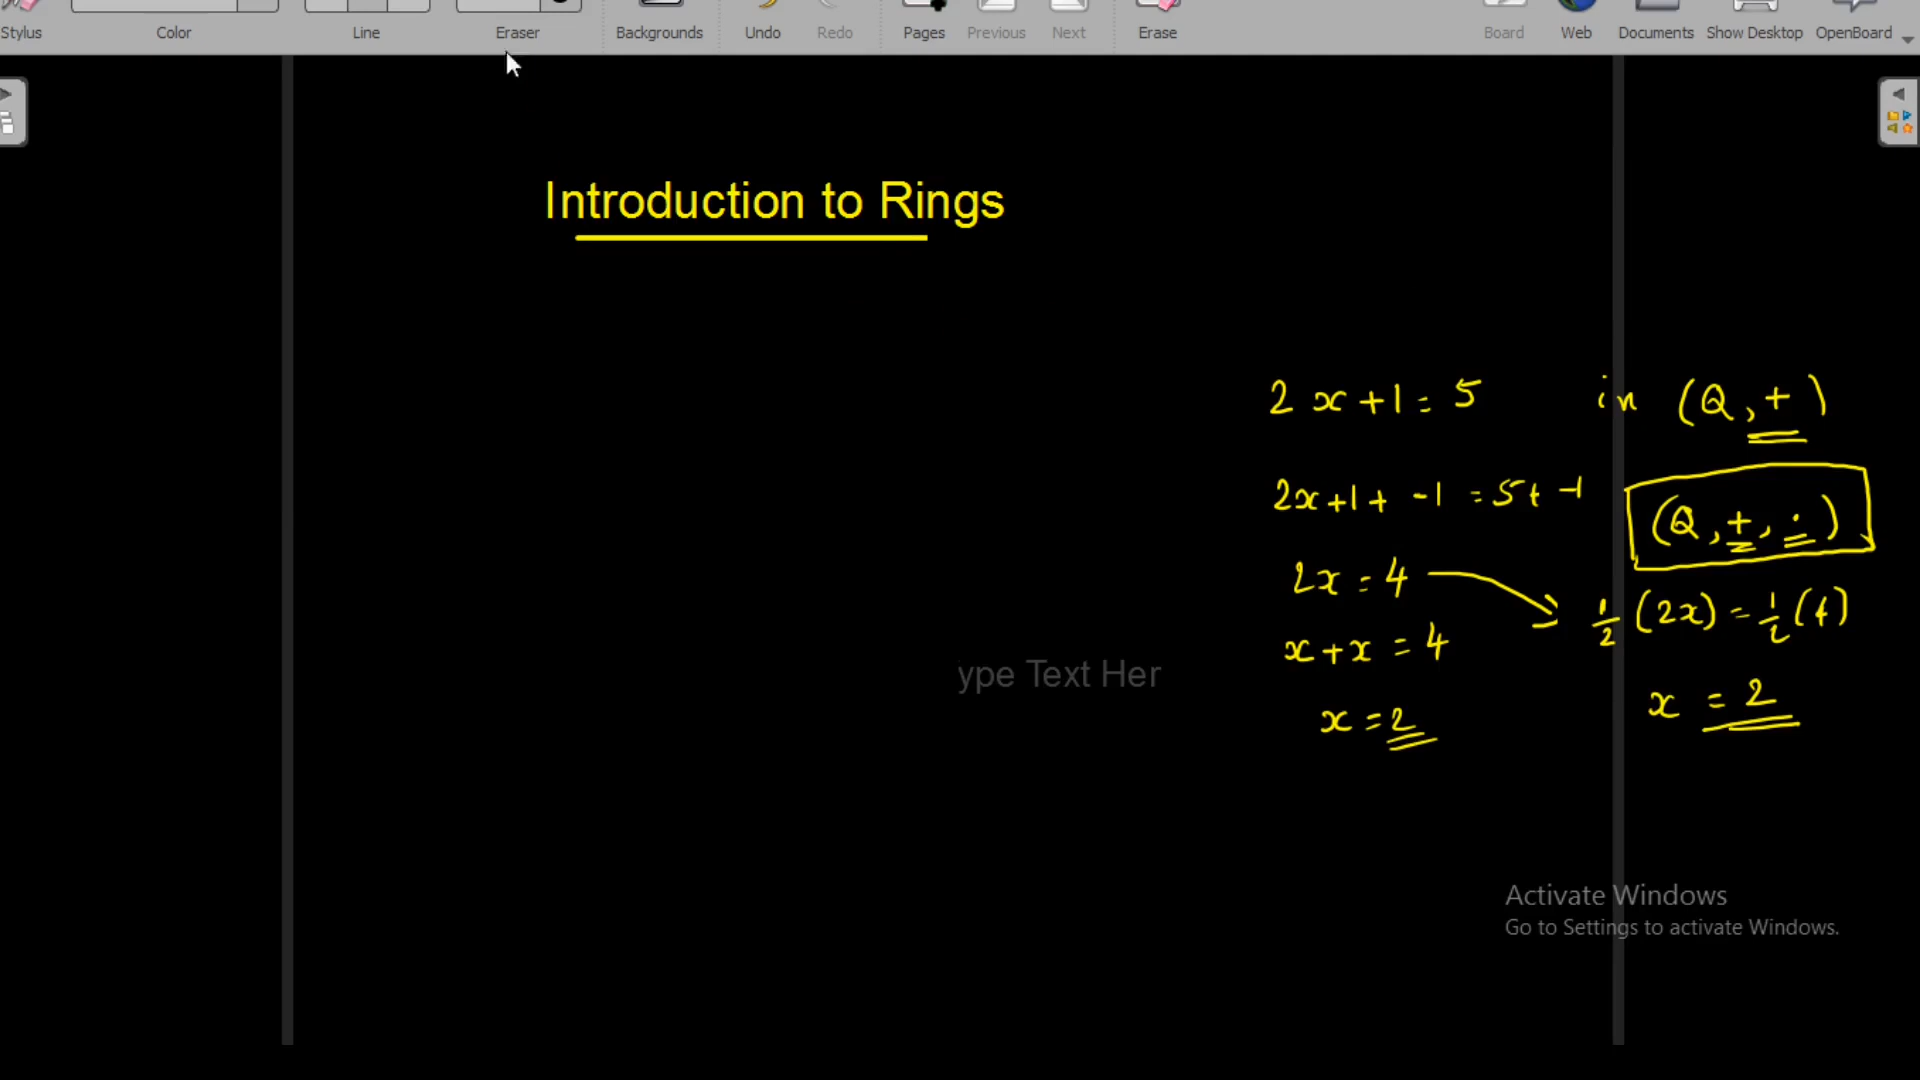 Stylus Color Line Eraser Backgrounds Undo Redo Pages Previous Next Erase Board Web Documents Show Desktop OpenBoard
Introduction to Rings
2x+1=5 in (Q,+)
2x+1+-1=5+-1
(Q,+,·)
2x=4
1/2(2x)=1/2(4)
x+x=4
ype Text Her
x=2
x=2
Activate Windows
Go to Settings to activate Windows.